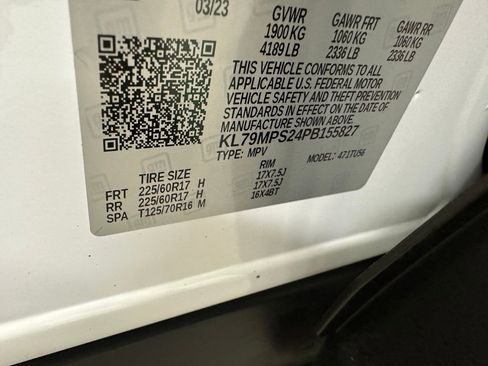 03/23
GVWR GAWR FRT GAWR RR
1900 KG 1060 KG 1060 KG
4189 LB 2336 LB 2336 LB
THIS VEHICLE CONFORMS TO ALL
APPLICABLE U.S. FEDERAL MOTOR
VEHICLE SAFETY AND THEFT PREVENTION
STANDARDS IN EFFECT ON THE DATE OF
MANUFACTURE SHOWN ABOVE.
KL79MPS24PB155827
TYPE: MPV MODEL: 471TU56
TIRE SIZE RIM
FRT 225/60R17 H 17X7.5J
RR 225/60R17 H 17X7.5J
SPA T125/70R16 M 16X4BT